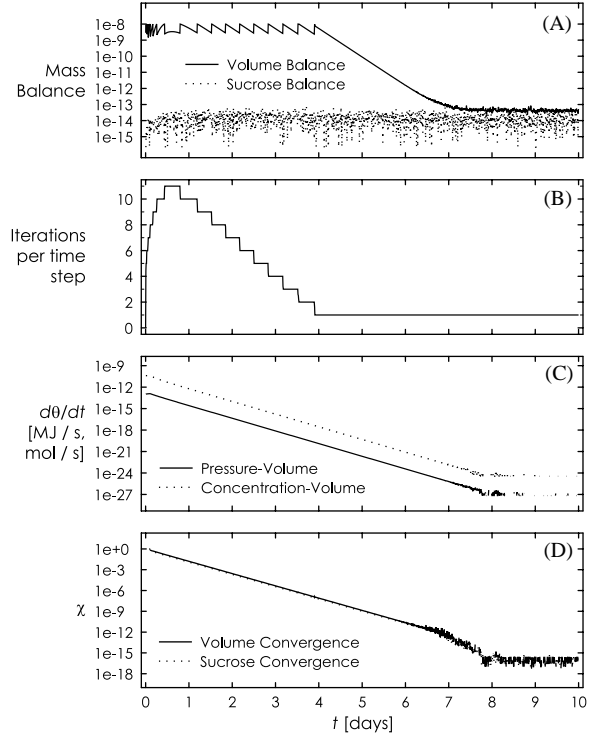 (A)
1e-8
1e-9
1e-10
1e-11
1e-12
1e-13
1e-14
1e-15
Mass
Balance
Volume Balance
Sucrose Balance
(B)
10
8
6
4
2
0
Iterations
per time
step
(C)
1e-9
1e-12
1e-15
1e-18
1e-21
1e-24
1e-27
dθ/dt
[MJ / s,
mol / s]
Pressure-Volume
Concentration-Volume
(D)
1e+0
1e-3
1e-6
1e-9
1e-12
1e-15
1e-18
χ
Volume Convergence
Sucrose Convergence
0 1 2 3 4 5 6 7 8 9 10
t [days]